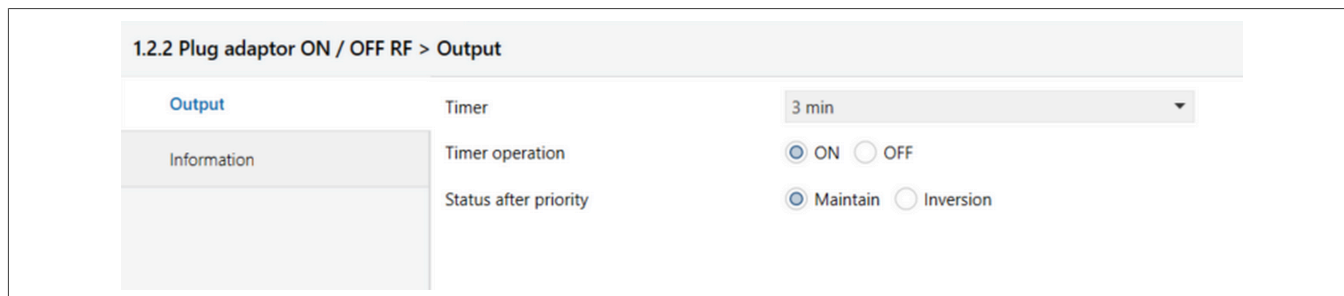 1.2.2 Plug adaptor ON / OFF RF > Output
Output
Timer 3 min
Information
Timer operation ON OFF
Status after priority Maintain Inversion